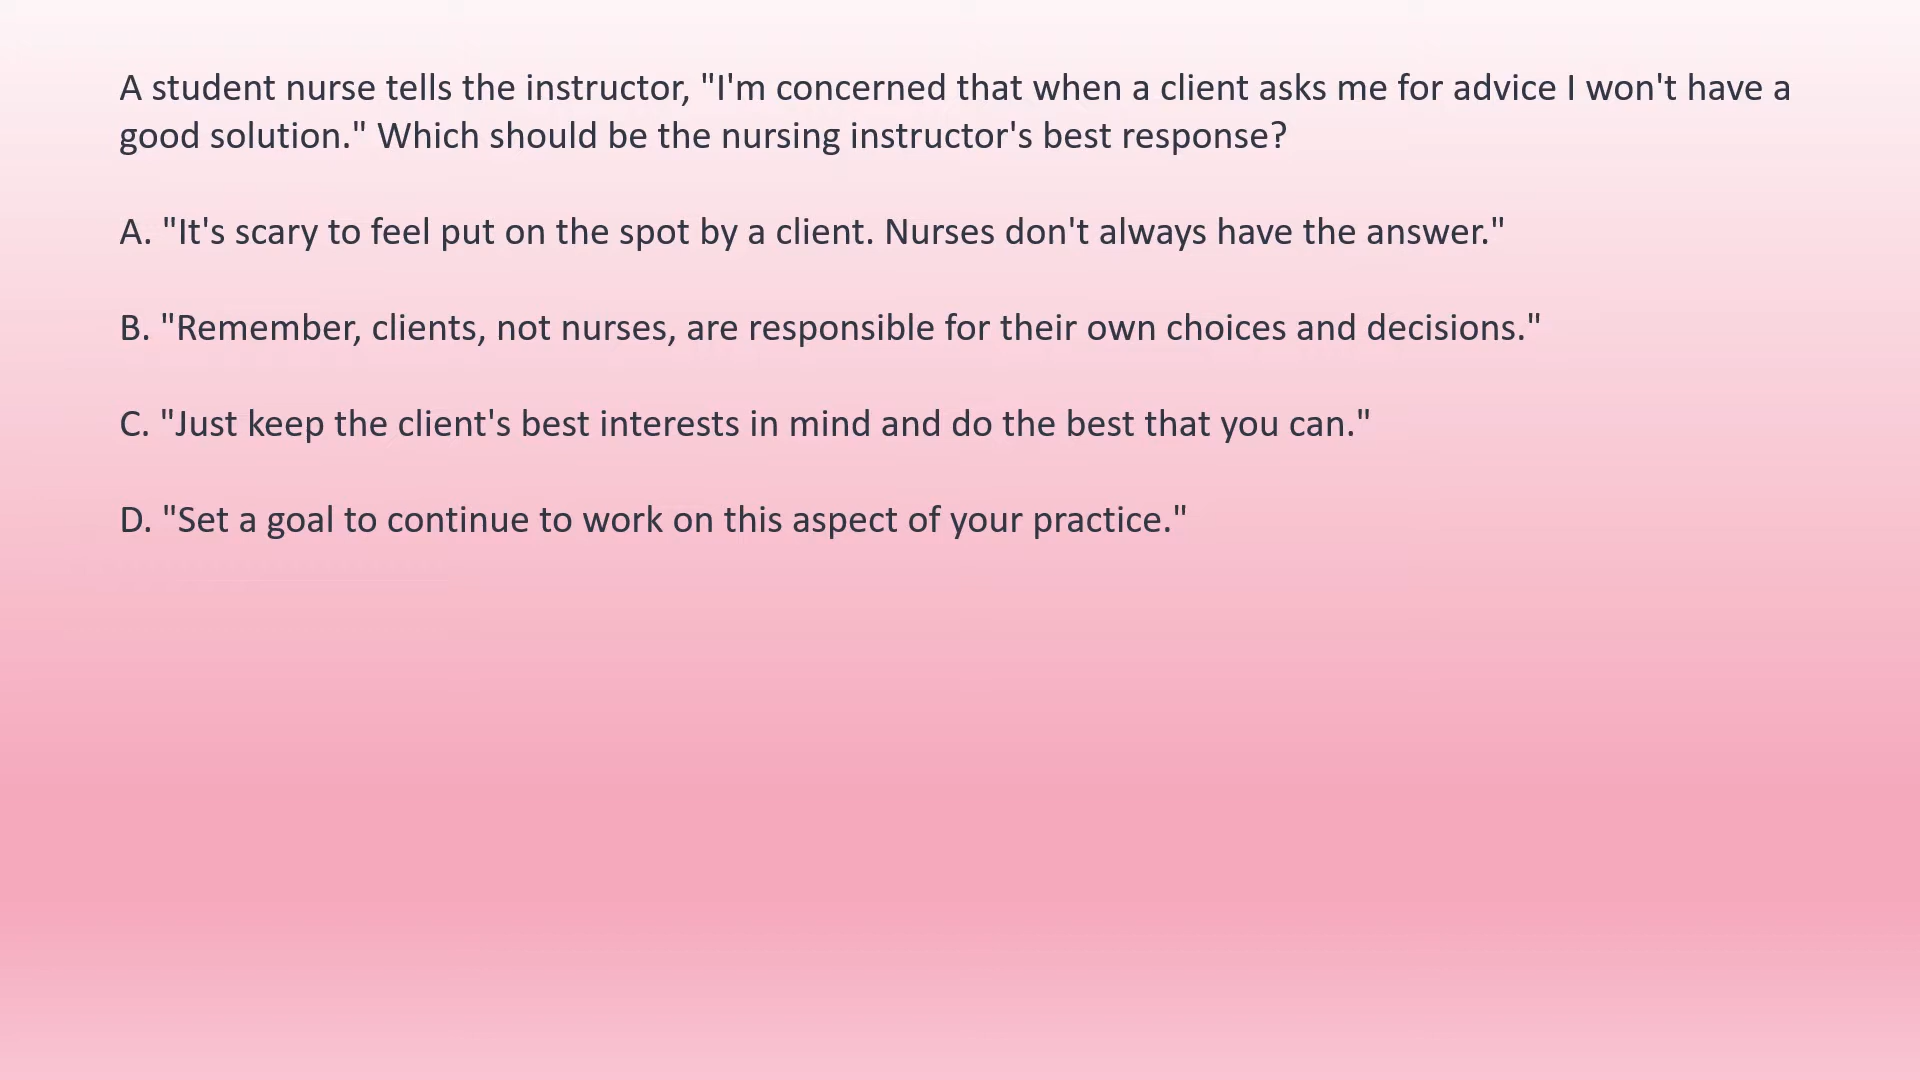 A student nurse tells the instructor, "I'm concerned that when a client asks me for advice I won't have a
good solution." Which should be the nursing instructor's best response?
A. "It's scary to feel put on the spot by a client. Nurses don't always have the answer."
B. "Remember, clients, not nurses, are responsible for their own choices and decisions."
C. "Just keep the client's best interests in mind and do the best that you can."
D. "Set a goal to continue to work on this aspect of your practice."